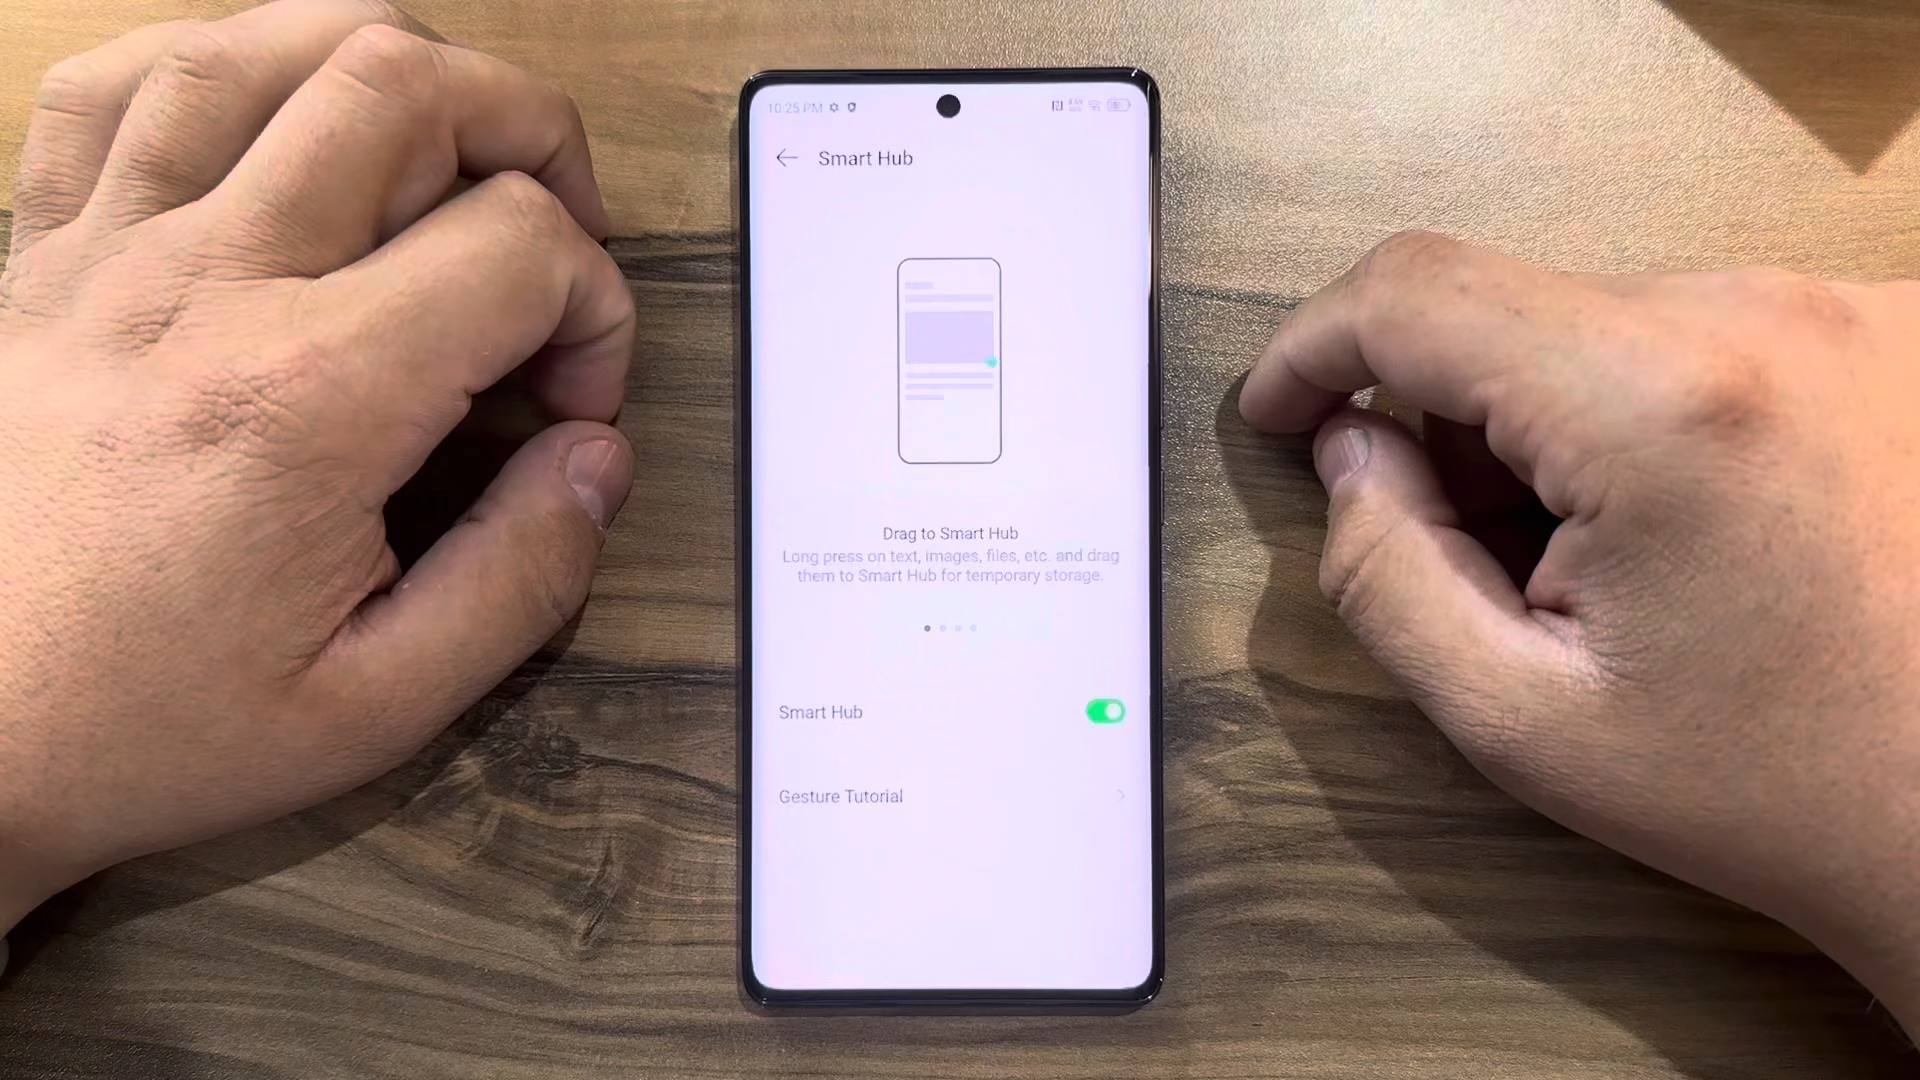 10:25 PM
Smart Hub
Drag to Smart Hub
Long press on text, images, files, etc. and drag
them to Smart Hub for temporary storage.
Smart Hub
Gesture Tutorial